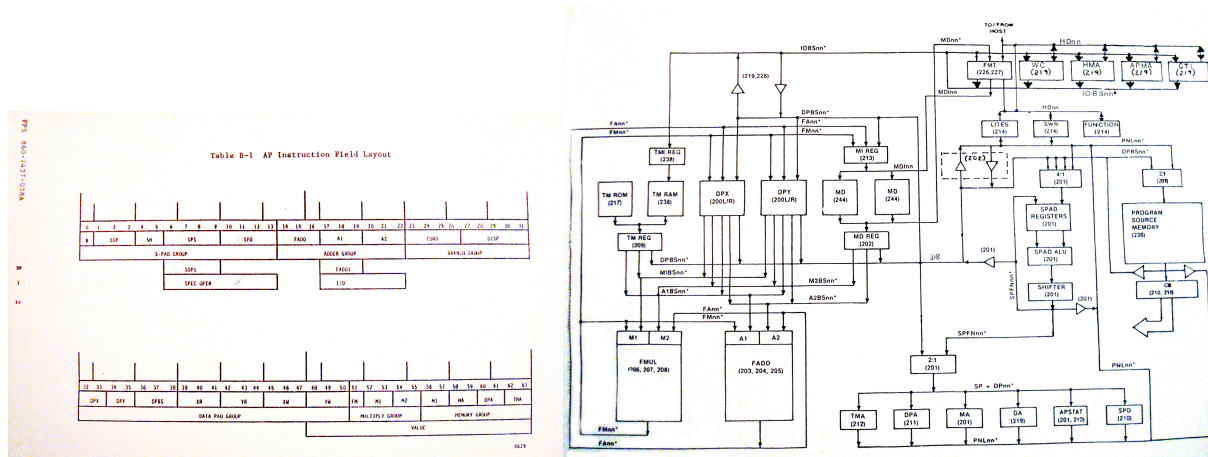 FPS 860-7437-03BA
Table B-1 AP Instruction Field Layout
0 1 2 3 4 5 6 7 8 9 10 11 12 13 14 15 16 17 18 19 20 21 22 23 24 25 26 27 28 29 30 31
B SOP SH SPS SPD FADD A1 A2 COND DISP
S-PAD GROUP ADDER GROUP BRANCH GROUP
SOP1 FADD1
SPEC OPER I/O
B - 2
32 33 34 35 36 37 38 39 40 41 42 43 44 45 46 47 48 49 50 51 52 53 54 55 56 57 58 59 60 61 62 63
DPX DPY DPBS XR YR XW YW FM M1 M2 MI MA DPA TMA
DATA PAD GROUP MULTIPLY GROUP MEMORY GROUP
VALUE
0629
TO/FROM
HOST
IOBSnn* MDnn* HDnn
FMT
(226,227)
WC
(219)
HMA
(219)
APMA
(219)
CTL
(219)
(219,226)
MDInn
IOBSnn*
DPBSnn*
HDnn
FAnn*
FAnn*
FMnn*
FMnn*
LITES
(214)
SWR
(214)
FUNCTION
(214)
PNLnn*
TMI REG
(238)
MI REG
(213)
MDInn
(202)
DPBSnn*
4:1
(201)
2:1
(201)
TM ROM
(217)
TM RAM
(238)
DPX
(200L/R)
DPY
(200L/R)
MD
(244)
MD
(244)
SPAD
REGISTERS
(201)
PROGRAM
SOURCE
MEMORY
(236)
TM REG
(209)
MD REG
(202)
SPAD ALU
(201)
DPBSnn*
(201)
M1BSnn*
M2BSnn*
SPFNnn*
SHIFTER
(201)
CB
(210, 218)
A1BSnn*
A2BSnn*
(201)
FAnn*
FMnn*
M1 M2
FMUL
(206, 207, 208)
A1 A2
FADD
(203, 204, 205)
SPFNnn*
2:1
(201)
PNLnn*
SP + DPnn*
TMA
(212)
DPA
(211)
MA
(201)
DA
(219)
APSTAT
(201, 210)
SPD
(210)
FMnn*
FAnn*
PNLnn*